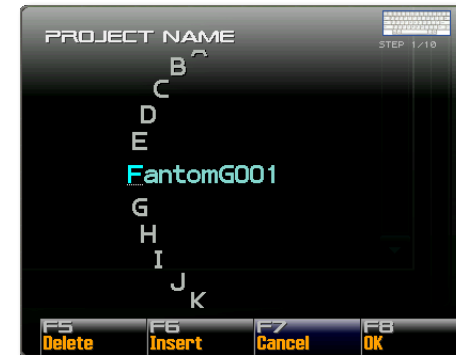 PROJECT NAME
STEP 1/10
B
C
D
E
FantomG001
G
H
I
J
K
F5 F6 F7 F8
Delete Insert Cancel OK